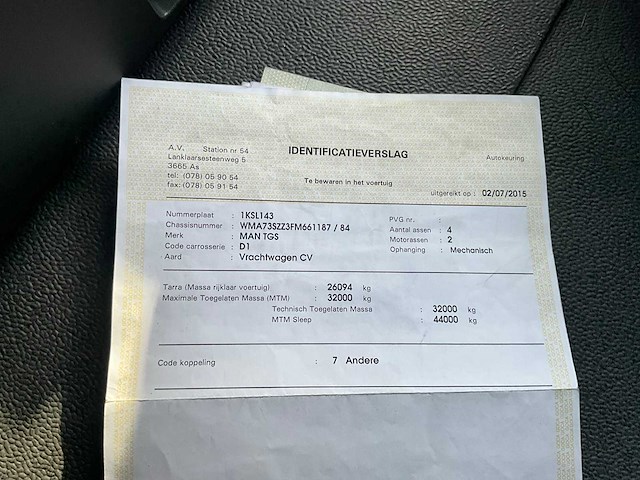 A.V. Station nr 54
Lanklaarsasteenweg 5
3665 As
tel: (078) 05 90 54
fax: (078) 05 91 54
IDENTIFICATIEVERSLAG
Te bewaren in het voertuig
Autokeuring
uitgereikt op : 02/07/2015
Nummerplaat : 1KSL143
Chassisnummer : WMA73SZZ3FM661187 / 84
Merk : MAN TGS
Code carrosserie : D1
Aard : Vrachtwagen CV
PVG nr. :
Aantal assen : 4
Motorassen : 2
Ophanging : Mechanisch
Tarra (Massa rijklaar voertuig) : 26094 kg
Maximale Toegelaten Massa (MTM) : 32000 kg
Technisch Toegelaten Massa : 32000 kg
MTM Sleep : 44000 kg
Code koppeling : 7 Andere